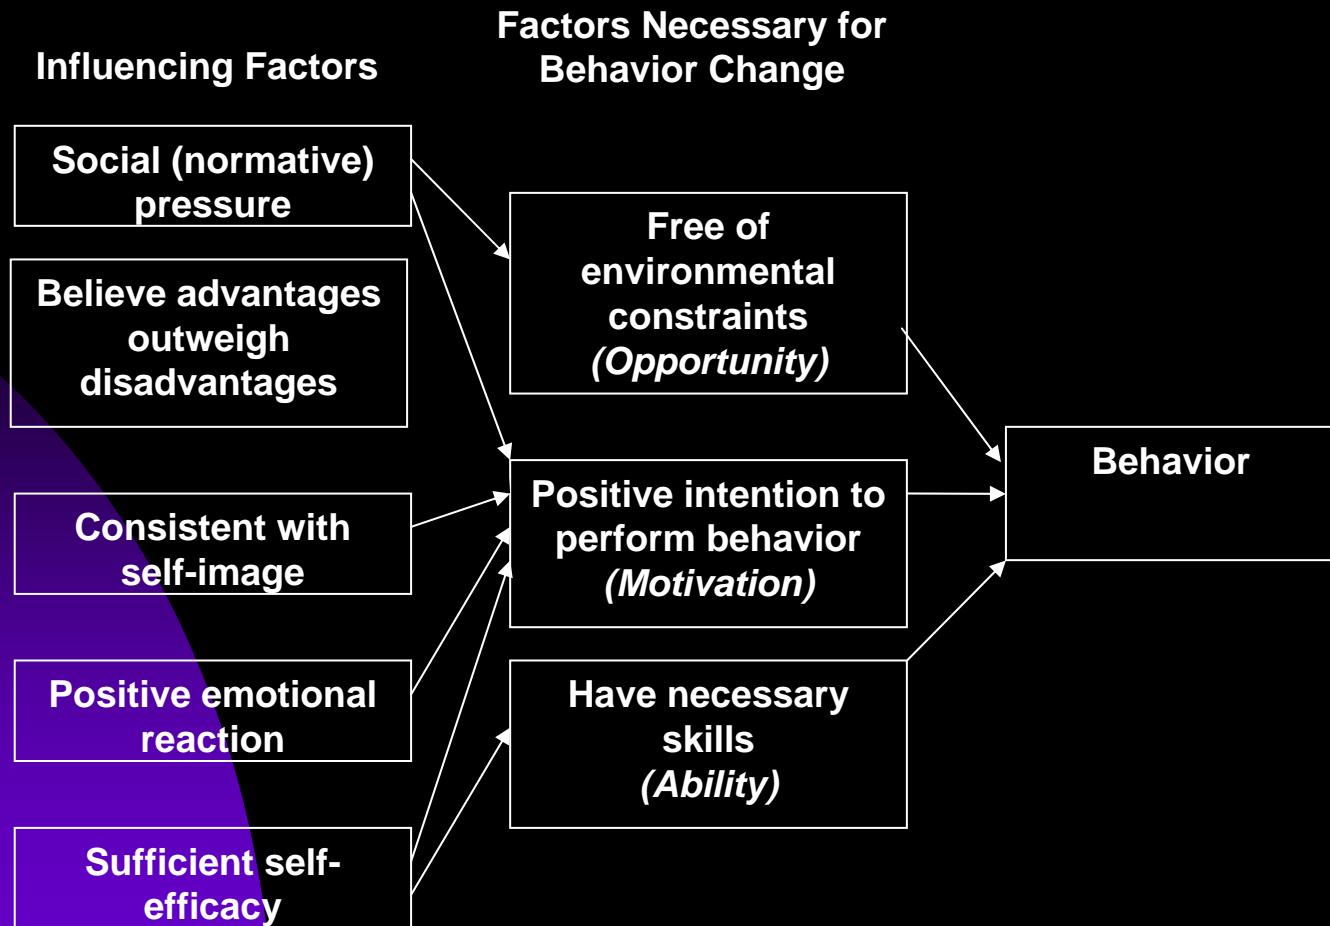 Influencing Factors
Factors Necessary for
Behavior Change
Social (normative)
pressure
Believe advantages
outweigh
disadvantages
Consistent with
self-image
Positive emotional
reaction
Sufficient self-
efficacy
Free of
environmental
constraints
(Opportunity)
Positive intention to
perform behavior
(Motivation)
Have necessary
skills
(Ability)
Behavior